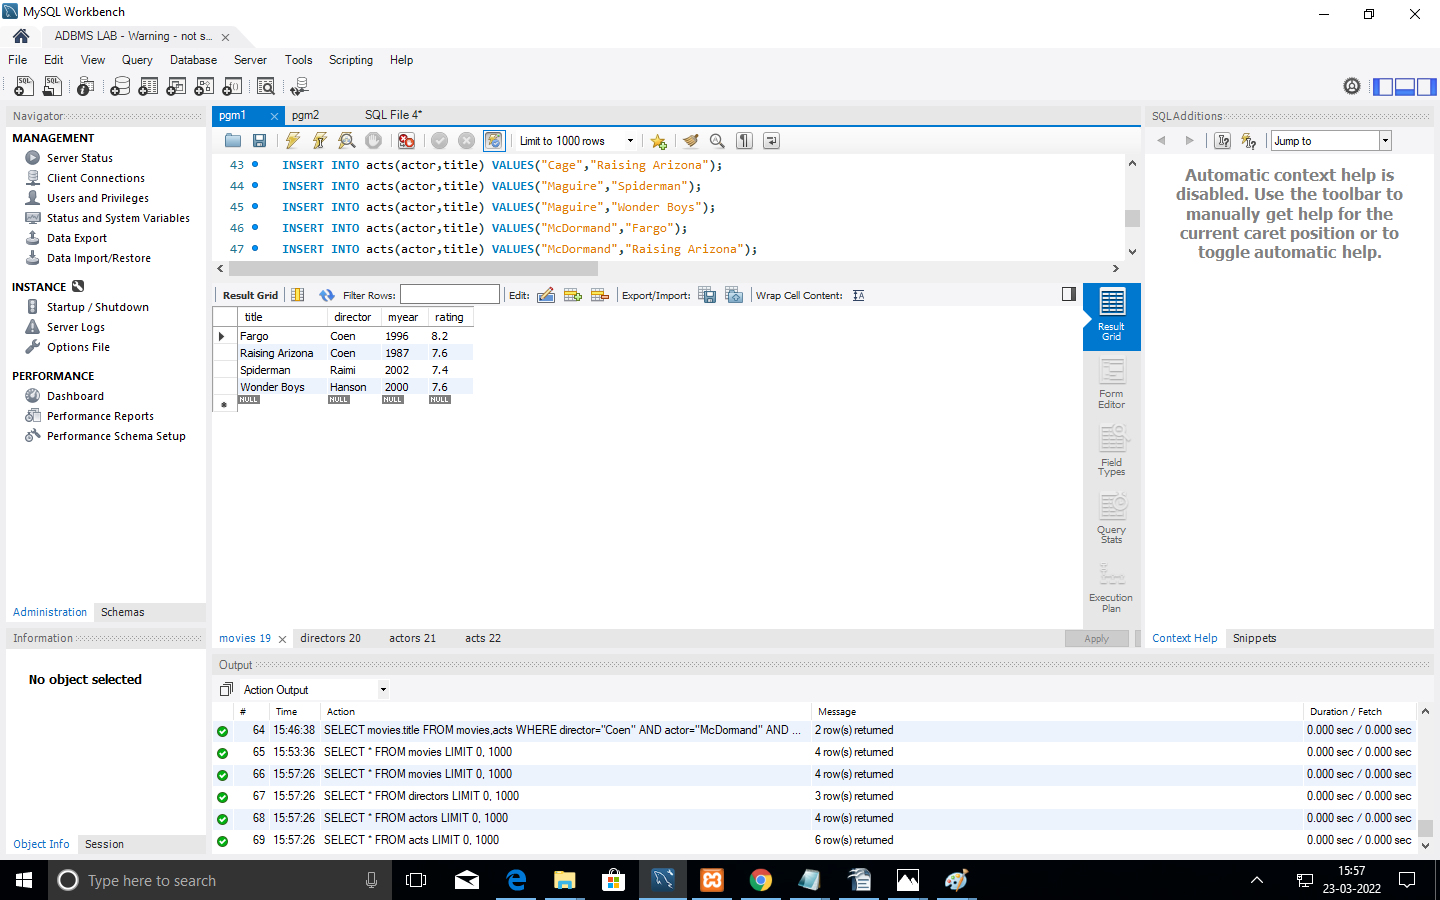 MySQL Workbench
ADBMS LAB - Warning - not s...
File Edit View Query Database Server Tools Scripting Help
Navigator
MANAGEMENT
Server Status
Client Connections
Users and Privileges
Status and System Variables
Data Export
Data Import/Restore
INSTANCE
Startup / Shutdown
Server Logs
Options File
PERFORMANCE
Dashboard
Performance Reports
Performance Schema Setup
Administration Schemas
Information
No object selected
Object Info Session
pgm1 pgm2 SQL File 4*
Limit to 1000 rows
43 INSERT INTO acts(actor,title) VALUES("Cage","Raising Arizona");
44 INSERT INTO acts(actor,title) VALUES("Maguire","Spiderman");
45 INSERT INTO acts(actor,title) VALUES("Maguire","Wonder Boys");
46 INSERT INTO acts(actor,title) VALUES("McDormand","Fargo");
47 INSERT INTO acts(actor,title) VALUES("McDormand","Raising Arizona");
Result Grid Filter Rows: Edit: Export/Import: Wrap Cell Content:
title director myear rating
Fargo Coen 1996 8.2
Raising Arizona Coen 1987 7.6
Spiderman Raimi 2002 7.4
Wonder Boys Hanson 2000 7.6
NULL NULL NULL NULL
Result
Grid
Form
Editor
Field
Types
Query
Stats
Execution
Plan
movies 19 directors 20 actors 21 acts 22
Apply
SQLAdditions
Jump to
Automatic context help is
disabled. Use the toolbar to
manually get help for the
current caret position or to
toggle automatic help.
Context Help Snippets
Output
Action Output
# Time Action Message Duration / Fetch
64 15:46:38 SELECT movies.title FROM movies,acts WHERE director="Coen" AND actor="McDormand" AND ... 2 row(s) returned 0.000 sec / 0.000 sec
65 15:53:36 SELECT * FROM movies LIMIT 0, 1000 4 row(s) returned 0.000 sec / 0.000 sec
66 15:57:26 SELECT * FROM movies LIMIT 0, 1000 4 row(s) returned 0.000 sec / 0.000 sec
67 15:57:26 SELECT * FROM directors LIMIT 0, 1000 3 row(s) returned 0.000 sec / 0.000 sec
68 15:57:26 SELECT * FROM actors LIMIT 0, 1000 4 row(s) returned 0.000 sec / 0.000 sec
69 15:57:26 SELECT * FROM acts LIMIT 0, 1000 6 row(s) returned 0.000 sec / 0.000 sec
Type here to search
15:57
23-03-2022